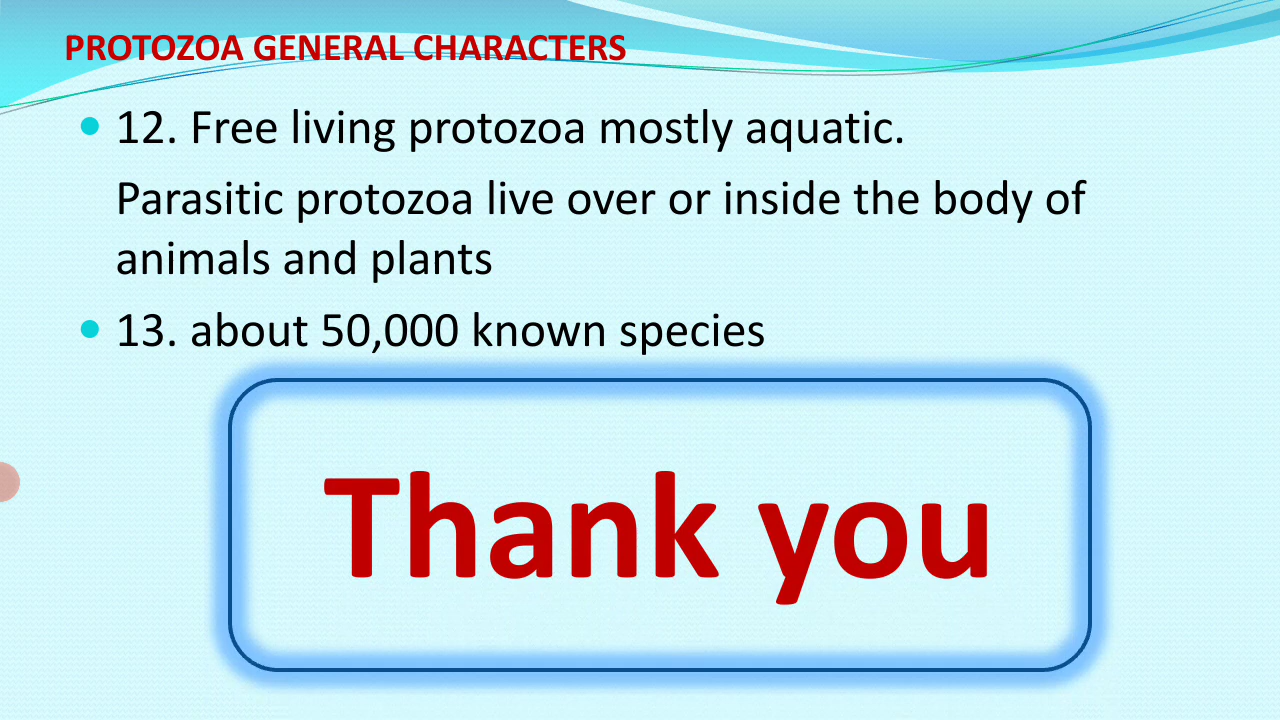 PROTOZOA GENERAL CHARACTERS
12. Free living protozoa mostly aquatic.
Parasitic protozoa live over or inside the body of
animals and plants
13. about 50,000 known species
Thank you